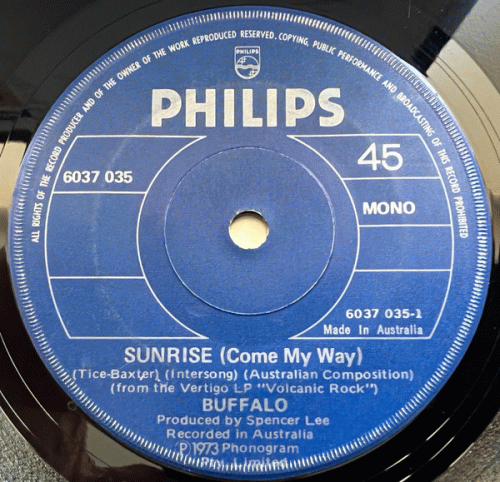 ALL RIGHTS OF THE RECORD PRODUCER AND OF THE OWNER OF THE WORK REPRODUCED RESERVED. COPYING, PUBLIC PERFORMANCE AND BROADCASTING OF THIS RECORD PROHIBITED
PHILIPS
PHILIPS
6037 035
45
MONO
6037 035-1
Made In Australia
SUNRISE (Come My Way)
(Tice-Baxter) (Intersong) (Australian Composition)
(from the Vertigo LP "Volcanic Rock")
BUFFALO
Produced by Spencer Lee
Recorded in Australia
Ⓟ 1973 Phonogram
Pty. Limited